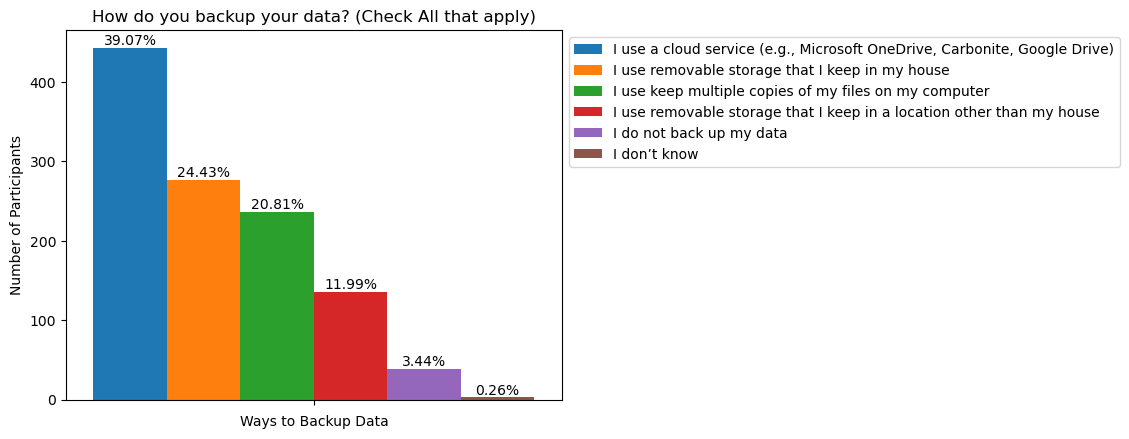 How do you backup your data? (Check All that apply)
39.07%
24.43%
20.81%
11.99%
3.44%
0.26%
400
300
200
100
0
Number of Participants
Ways to Backup Data
I use a cloud service (e.g., Microsoft OneDrive, Carbonite, Google Drive)
I use removable storage that I keep in my house
I use keep multiple copies of my files on my computer
I use removable storage that I keep in a location other than my house
I do not back up my data
I don’t know